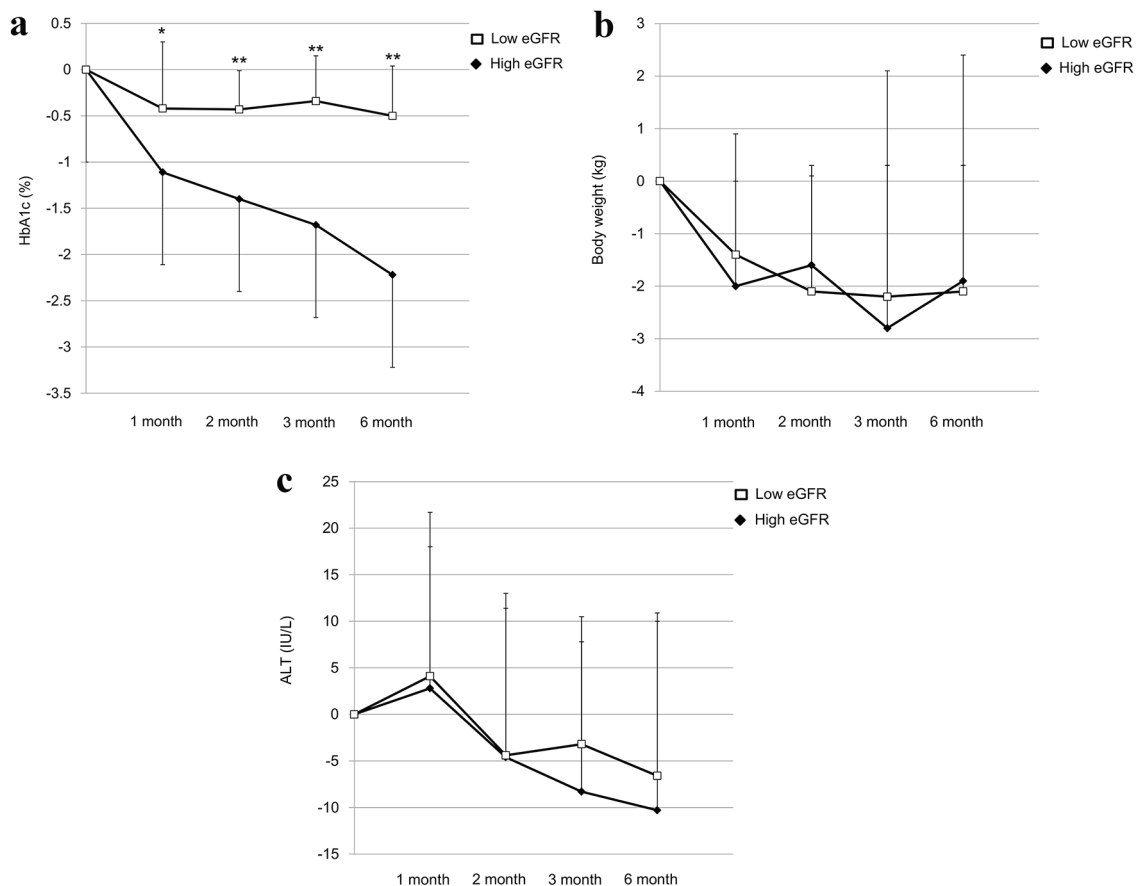 a
0.5
0
-0.5
-1
-1.5
-2
-2.5
-3
-3.5
HbA1c (%)
*
**
**
**
Low eGFR
High eGFR
1 month
2 month
3 month
6 month
b
3
2
1
0
-1
-2
-3
-4
Body weight (kg)
Low eGFR
High eGFR
1 month
2 month
3 month
6 month
c
25
20
15
10
5
0
-5
-10
-15
ALT (IU/L)
Low eGFR
High eGFR
1 month
2 month
3 month
6 month